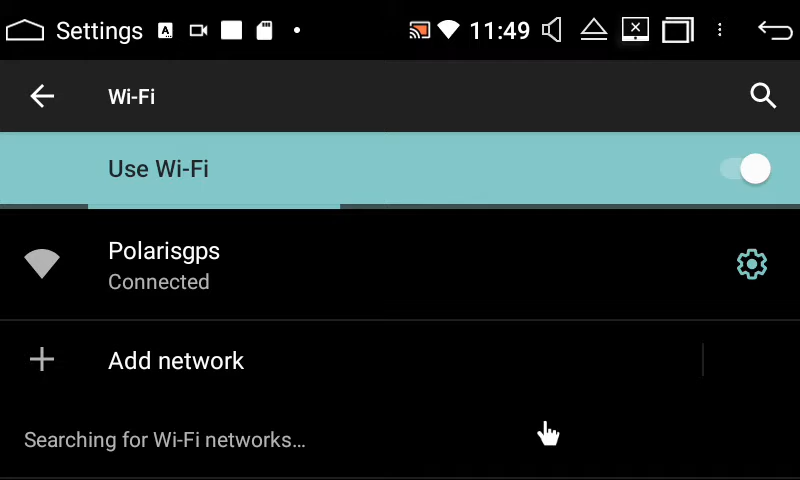 Settings 11:49
Wi-Fi
Use Wi-Fi
Polarisgps
Connected
Add network
Searching for Wi-Fi networks…